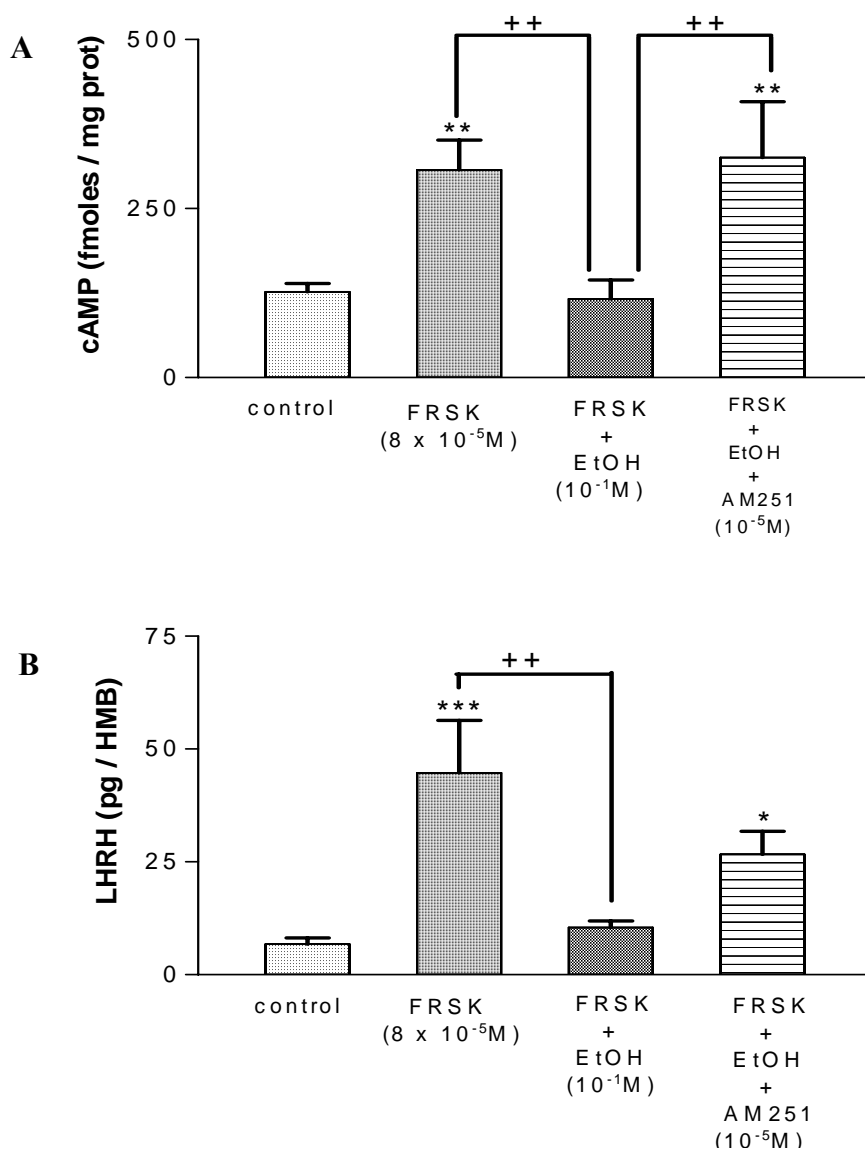 A
cAMP (fmoles / mg prot)
500
250
0
++
++
**
**
control
FRSK
(8 x 10⁻⁵M)
FRSK
+
EtOH
(10⁻¹M)
FRSK
+
EtOH
+
AM251
(10⁻⁵M)
B
LHRH (pg / HMB)
75
50
25
0
++
***
*
control
FRSK
(8 x 10⁻⁵M)
FRSK
+
EtOH
(10⁻¹M)
FRSK
+
EtOH
+
AM251
(10⁻⁵M)